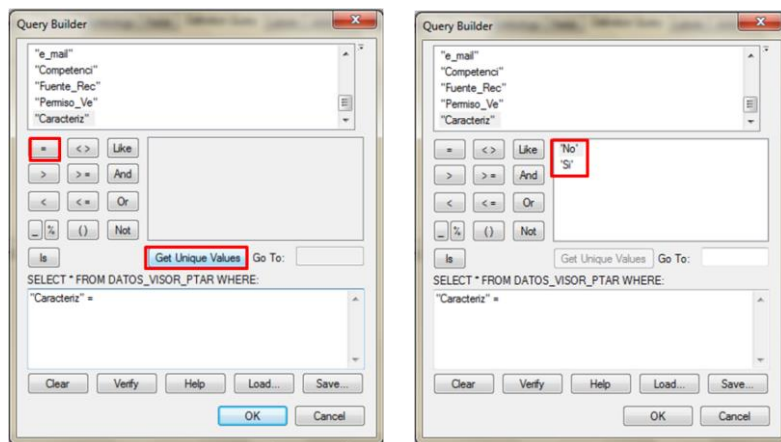 Query Builder
"e_mail"
"Competenci"
"Fuente_Rec"
"Permiso_Ve"
"Caracteriz"
= <> Like
> >= And
< <= Or
_ % () Not
Is Get Unique Values Go To:
SELECT * FROM DATOS_VISOR_PTAR WHERE:
"Caracteriz" =
Clear Verify Help Load... Save...
OK Cancel
Query Builder
"e_mail"
"Competenci"
"Fuente_Rec"
"Permiso_Ve"
"Caracteriz"
= <> Like 'No'
> >= And 'Si'
< <= Or
_ % () Not
Is Get Unique Values Go To:
SELECT * FROM DATOS_VISOR_PTAR WHERE:
"Caracteriz" =
Clear Verify Help Load... Save...
OK Cancel